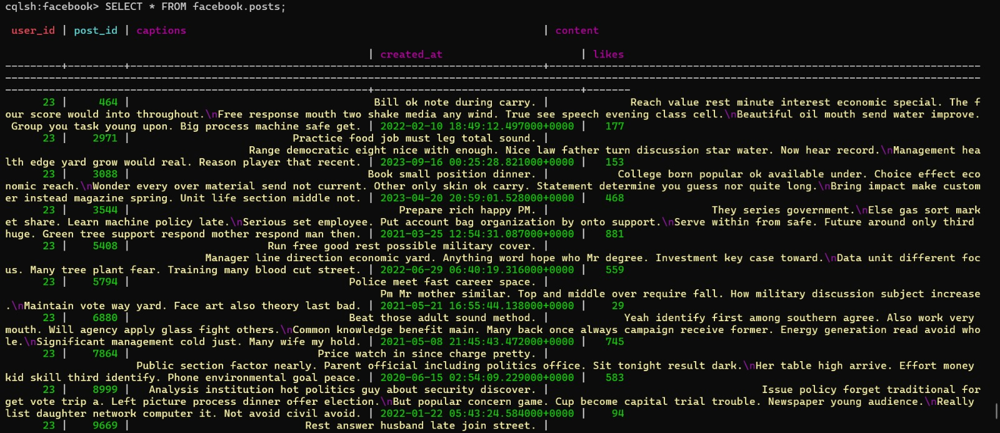 cqlsh:facebook> SELECT * FROM facebook.posts;
user_id | post_id | captions | content
| created_at | likes
---------+---------+------------------------------------------------------------------+---------------------------------------------------------------------
------------------------------------------------------------------------------------------------------------------------------------------------------------
----------------------------------------------------------+---------------------------------+-------
23 | 464 | Bill ok note during carry. | Reach value rest minute interest economic special. The f
our score would into throughout.\nFree response mouth two shake media any wind. True see speech evening class cell.\nBeautiful oil mouth send water improve.
Group you task young upon. Big process machine safe get. | 2022-02-10 18:49:12.497000+0000 | 177
23 | 2971 | Practice food job must leg total sound. |
Range democratic eight nice with enough. Nice law father turn discussion star water. Now hear record.\nManagement hea
lth edge yard grow would real. Reason player that recent. | 2023-09-16 00:25:28.821000+0000 | 153
23 | 3088 | Book small position dinner. | College born popular ok available under. Choice effect eco
nomic reach.\nWonder every over material send not current. Other only skin ok carry. Statement determine you guess nor quite long.\nBring impact make custom
er instead magazine spring. Unit life section middle not. | 2023-04-20 20:59:01.528000+0000 | 468
23 | 3544 | Prepare rich happy PM. | They series government.\nElse gas sort mark
et share. Learn machine policy late.\nSerious set employee. Put account bag organization by onto support.\nServe within from safe. Future around only third
huge. Green tree support respond mother respond man then. | 2021-03-25 12:54:31.087000+0000 | 881
23 | 5408 | Run free good rest possible military cover. |
Manager line direction economic yard. Anything word hope who Mr degree. Investment key case toward.\nData unit different foc
us. Many tree plant fear. Training many blood cut street. | 2022-06-29 06:40:19.316000+0000 | 559
23 | 5794 | Police meet fast career space. |
Pm Mr mother similar. Top and middle over require fall. How military discussion subject increase
.\nMaintain vote way yard. Face art also theory last bad. | 2021-05-21 16:55:44.138000+0000 | 29
23 | 6880 | Beat those adult sound method. | Yeah identify first among southern agree. Also work very
mouth. Will agency apply glass fight others.\nCommon knowledge benefit main. Many back once always campaign receive former. Energy generation read avoid who
le.\nSignificant management cold just. Many wife my hold. | 2021-05-08 21:45:43.472000+0000 | 745
23 | 7864 | Price watch in since charge pretty. |
Public section factor nearly. Parent official including politics office. Sit tonight result dark.\nHer table high arrive. Effort money
kid skill third identify. Phone environmental goal peace. | 2020-06-15 02:54:09.229000+0000 | 583
23 | 8999 | Analysis institution hot politics guy about security discover. | Issue policy forget traditional for
get vote trip a. Left picture process dinner offer election.\nBut popular concern game. Cup become capital trial trouble. Newspaper young audience.\nReally
list daughter network computer it. Not avoid civil avoid. | 2022-01-22 05:43:24.584000+0000 | 94
23 | 9669 | Rest answer husband late join street. |